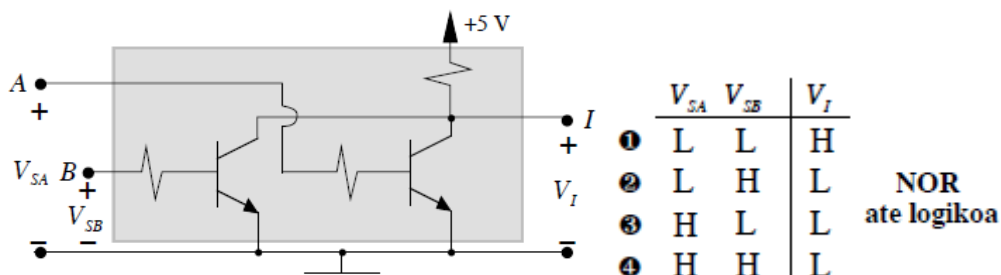 +5 V
A
+
I
+
V_SA B
+
V_SB
−
−
V_I
−
V_SA V_SB V_I
❶ L L H
❷ L H L
❸ H L L
❹ H H L
NOR
ate logikoa